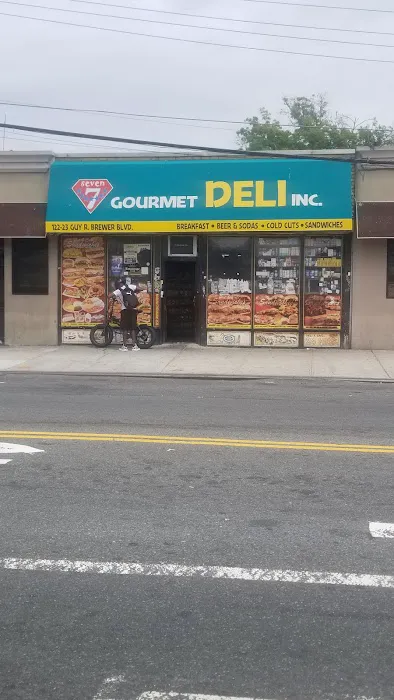 seven
7
GOURMET DELI INC.
122-23 GUY R. BREWER BLVD. BREAKFAST • BEER & SODAS • COLD CUTS • SANDWICHES